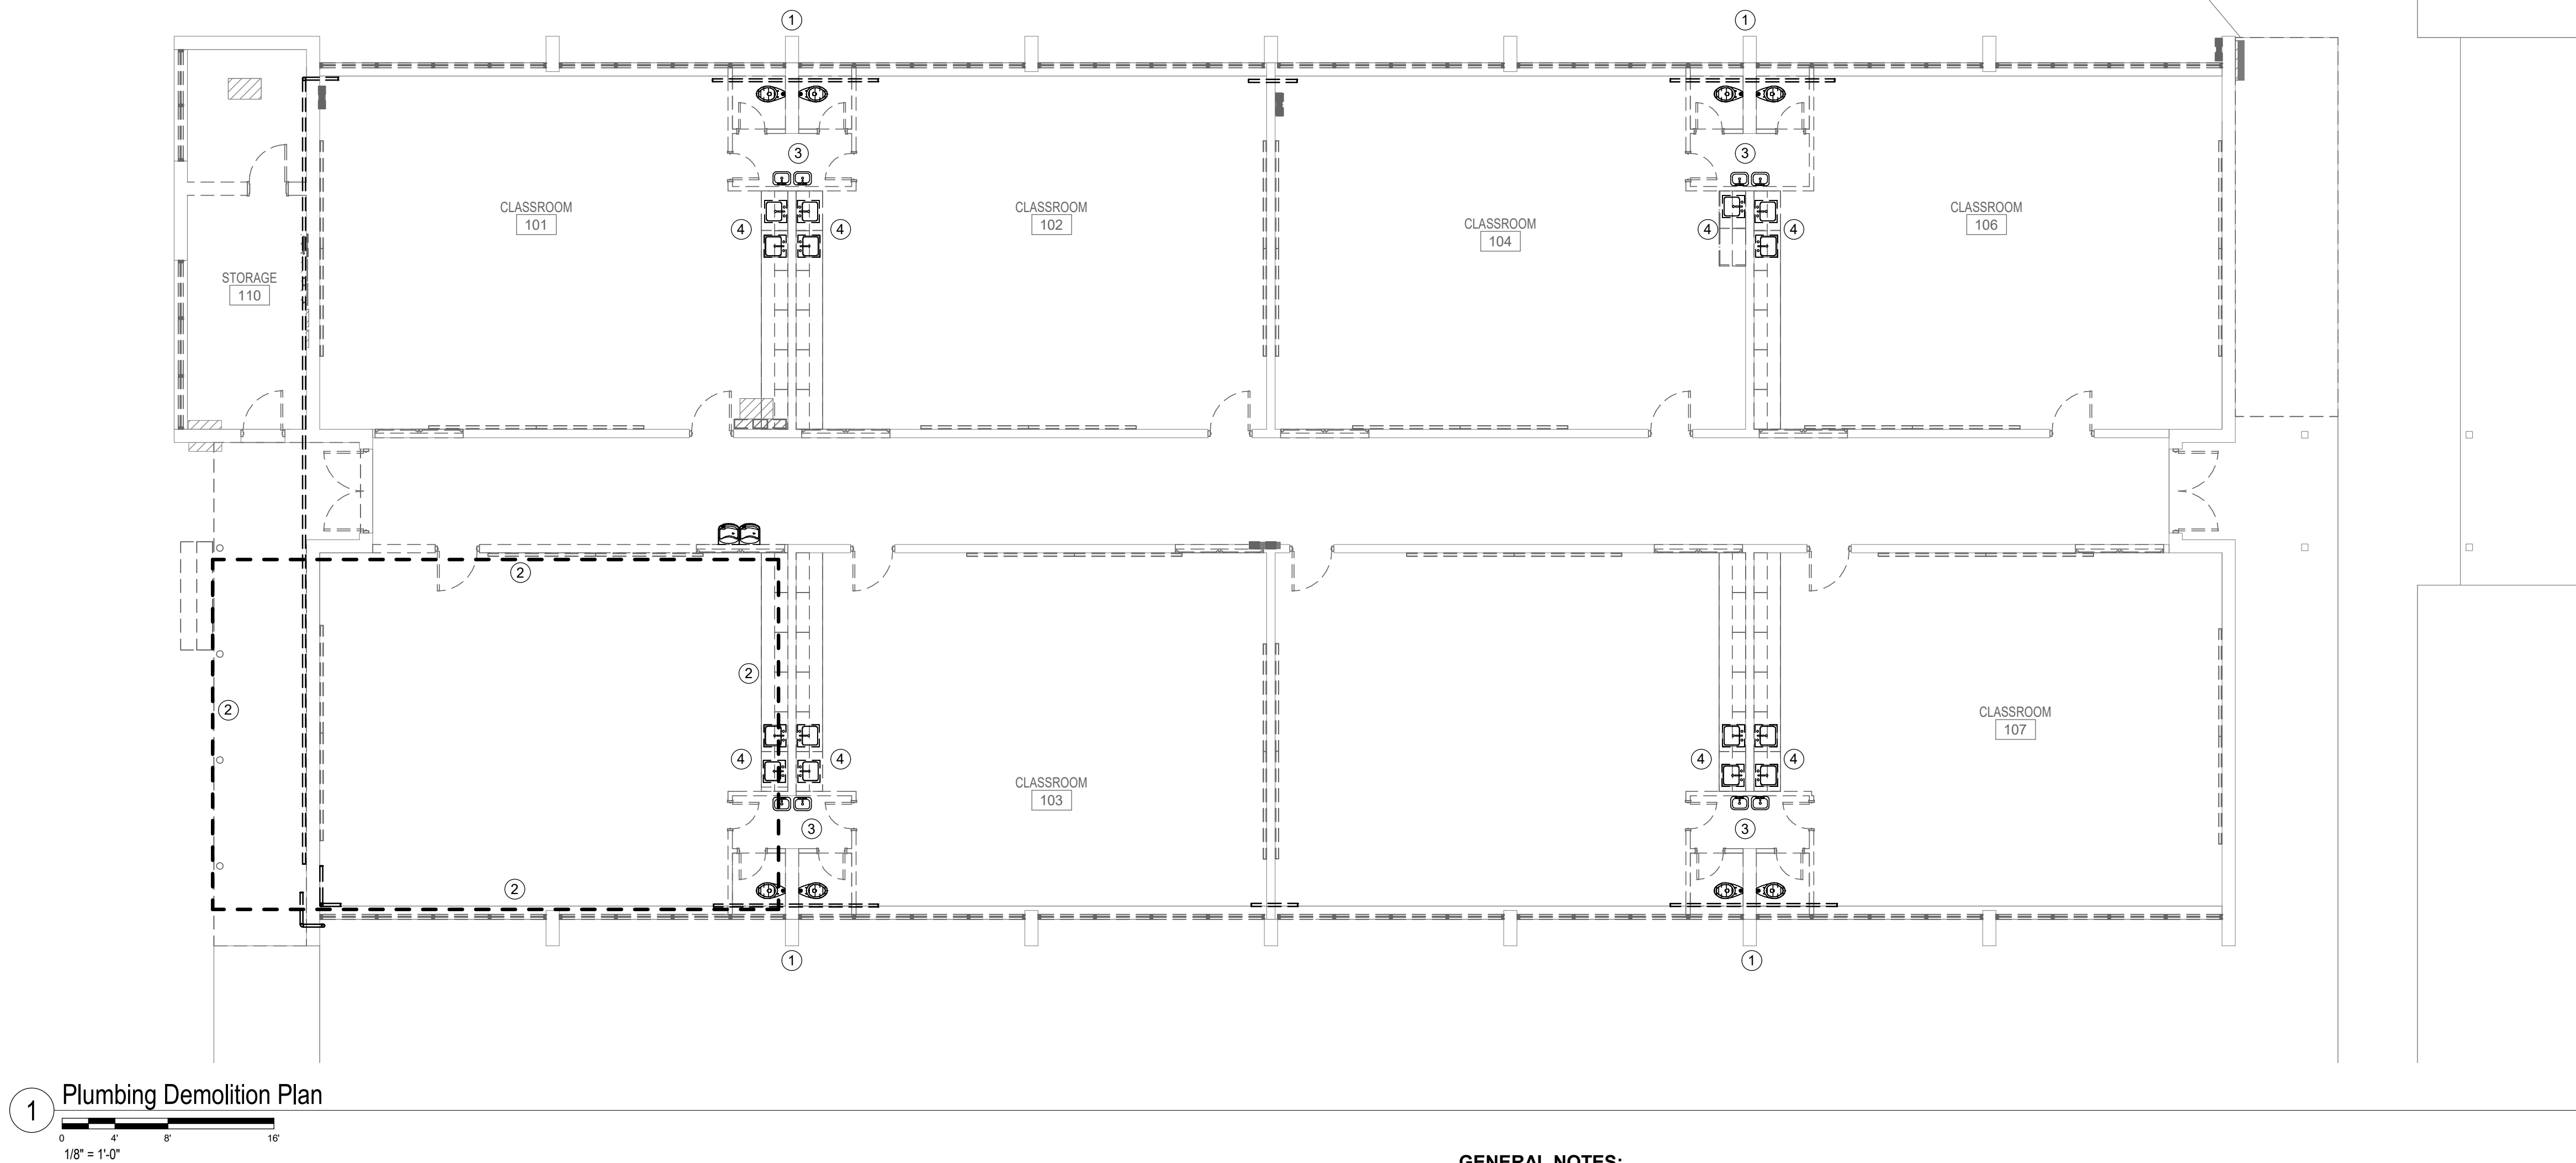 1 1
3 3
CLASSROOM
101
CLASSROOM
102
CLASSROOM
104
CLASSROOM
106
4 4 4 4
STORAGE
110
2
2
2
CLASSROOM
107
4 4 4 4
CLASSROOM
103
3 3
2
1 1
1 Plumbing Demolition Plan
0 4' 8' 16'
1/8" = 1'-0"
GENERAL NOTES: